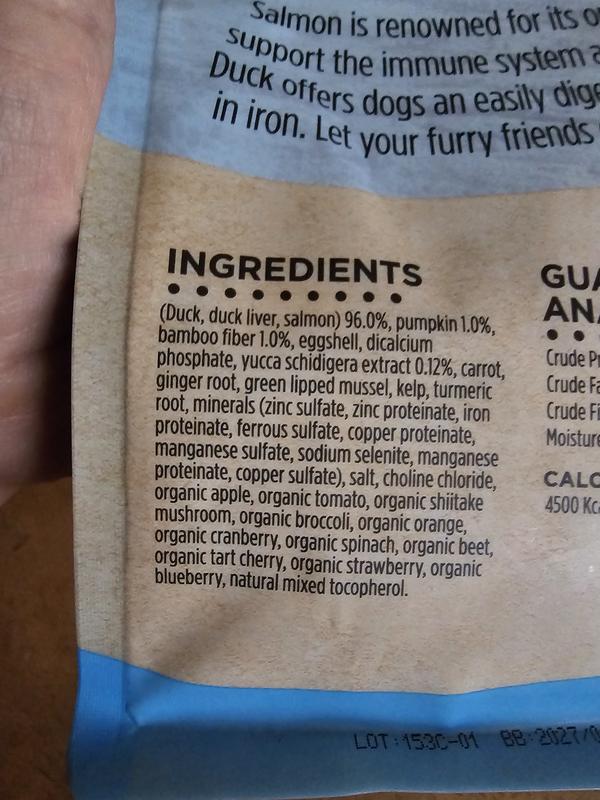 Salmon is renowned for its
support the immune system
Duck offers dogs an easily
in iron. Let your furry friends
INGREDIENTS
(Duck, duck liver, salmon) 96.0%, pumpkin 1.0%,
bamboo fiber 1.0%, eggshell, dicalcium
phosphate, yucca schidigera extract 0.12%, carrot,
ginger root, green lipped mussel, kelp, turmeric
root, minerals (zinc sulfate, zinc proteinate, iron
proteinate, ferrous sulfate, copper proteinate,
manganese sulfate, sodium selenite, manganese
proteinate, copper sulfate), salt, choline chloride,
organic apple, organic tomato, organic shiitake
mushroom, organic broccoli, organic orange,
organic cranberry, organic spinach, organic beet,
organic tart cherry, organic strawberry, organic
blueberry, natural mixed tocopherol.
GUA
ANA
Crude
Crude
Crude
Moisture
CALO
4500
LOT:153C-01 BB:2027/0